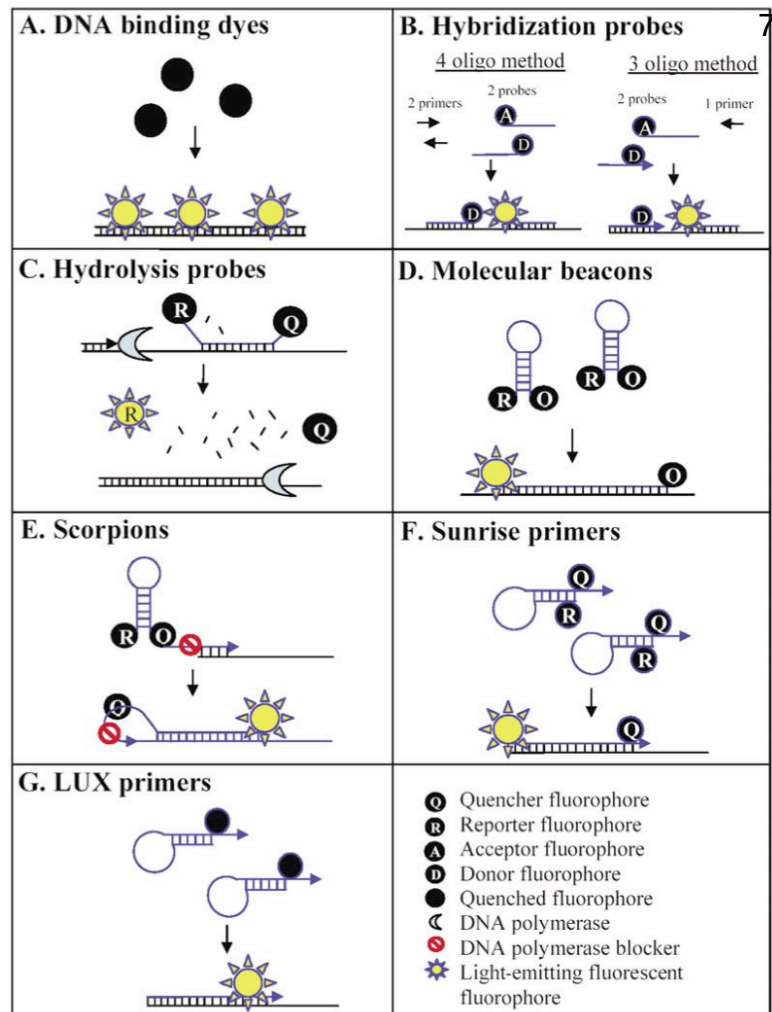 A. DNA binding dyes
B. Hybridization probes
7
4 oligo method
3 oligo method
2 primers
2 probes
A
D
D
2 probes
1 primer
A
D
D
C. Hydrolysis probes
R
Q
R
Q
D. Molecular beacons
R O
R O
O
E. Scorpions
R O
Q
F. Sunrise primers
Q
R
Q
R
Q
G. LUX primers
Q Quencher fluorophore
R Reporter fluorophore
A Acceptor fluorophore
D Donor fluorophore
Quenched fluorophore
DNA polymerase
DNA polymerase blocker
Light-emitting fluorescent
fluorophore